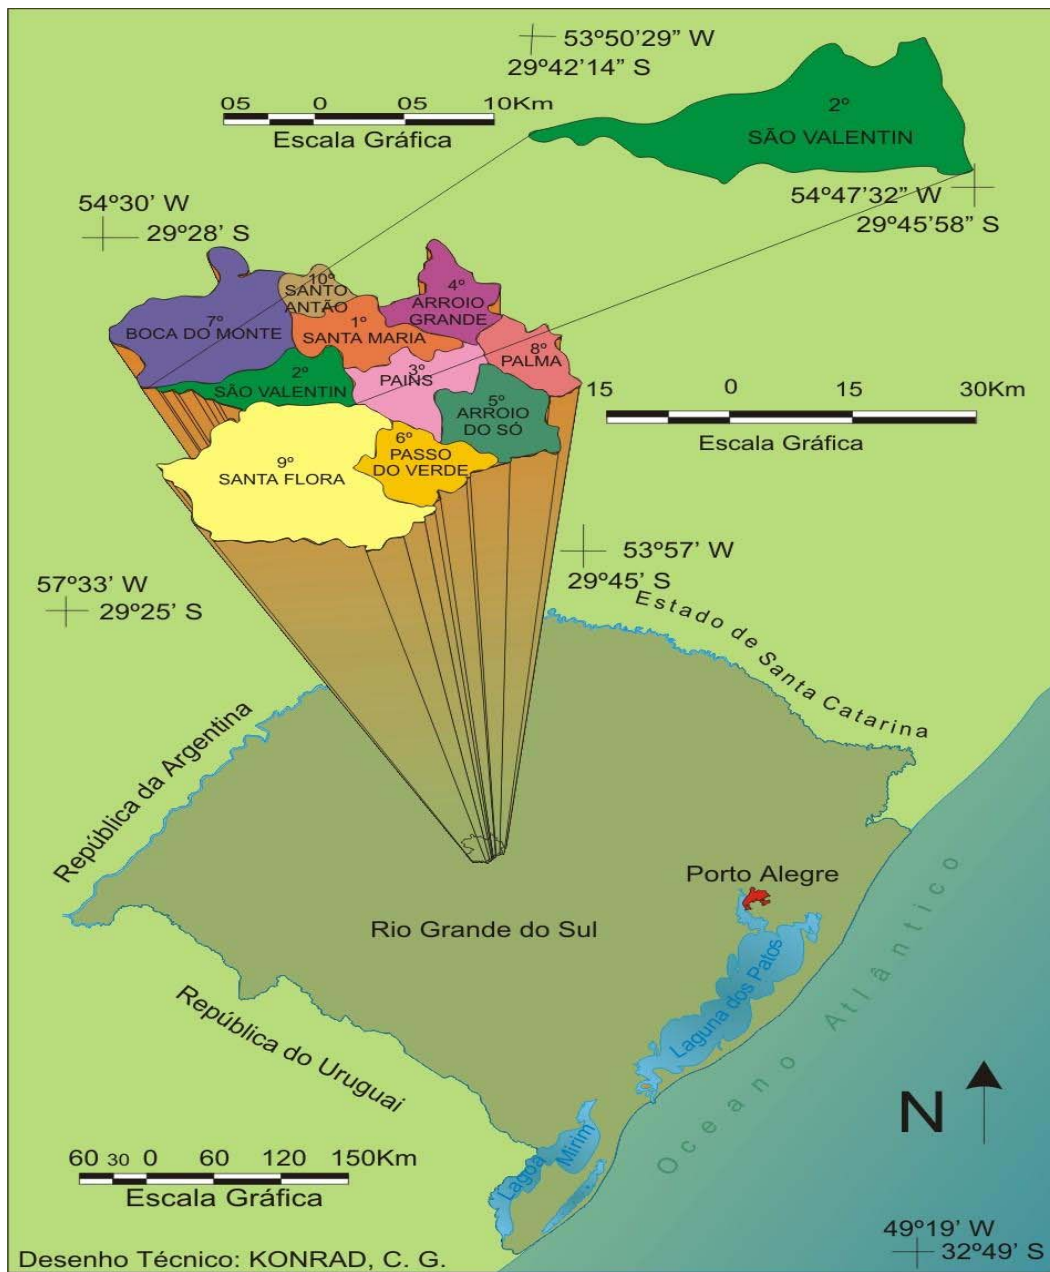 53º50'29" W
29º42'14" S
05 0 05 10Km
Escala Gráfica
2º
SÃO VALENTIN
54º47'32" W
29º45'58" S
54º30' W
29º28' S
10º
SANTO
ANTÃO
4º
ARROIO
GRANDE
7º
BOCA DO MONTE
1º
SANTA MARIA
8º
PALMA
2º
SÃO VALENTIN
3º
PAINS
5º
ARROIO
DO SÓ
6º
PASSO
DO VERDE
9º
SANTA FLORA
15 0 15 30Km
Escala Gráfica
53º57' W
29º45' S
57º33' W
29º25' S
Estado de Santa Catarina
República da Argentina
Porto Alegre
Rio Grande do Sul
Laguna dos Patos
Oceano Atlântico
República do Uruguai
N
Lagoa Mirim
60 30 0 60 120 150Km
Escala Gráfica
49º19' W
32º49' S
Desenho Técnico: KONRAD, C. G.